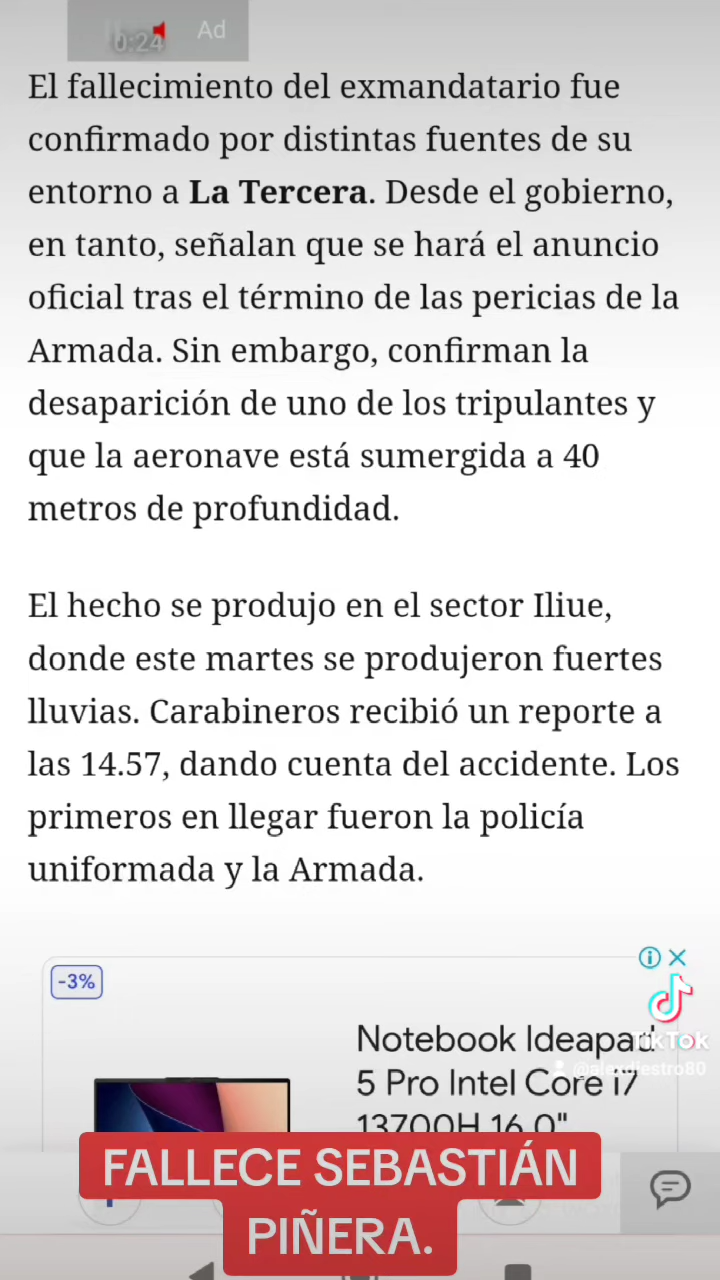 0:24 Ad
El fallecimiento del exmandatario fue
confirmado por distintas fuentes de su
entorno a La Tercera. Desde el gobierno,
en tanto, señalan que se hará el anuncio
oficial tras el término de las pericias de la
Armada. Sin embargo, confirman la
desaparición de uno de los tripulantes y
que la aeronave está sumergida a 40
metros de profundidad.
El hecho se produjo en el sector Iliue,
donde este martes se produjeron fuertes
lluvias. Carabineros recibió un reporte a
las 14.57, dando cuenta del accidente. Los
primeros en llegar fueron la policía
uniformada y la Armada.
-3%
Notebook Ideapad
5 Pro Intel Core i7
13700H 16.0"
TikTok
@alexdiestro80
FALLECE SEBASTIÁN
PIÑERA.